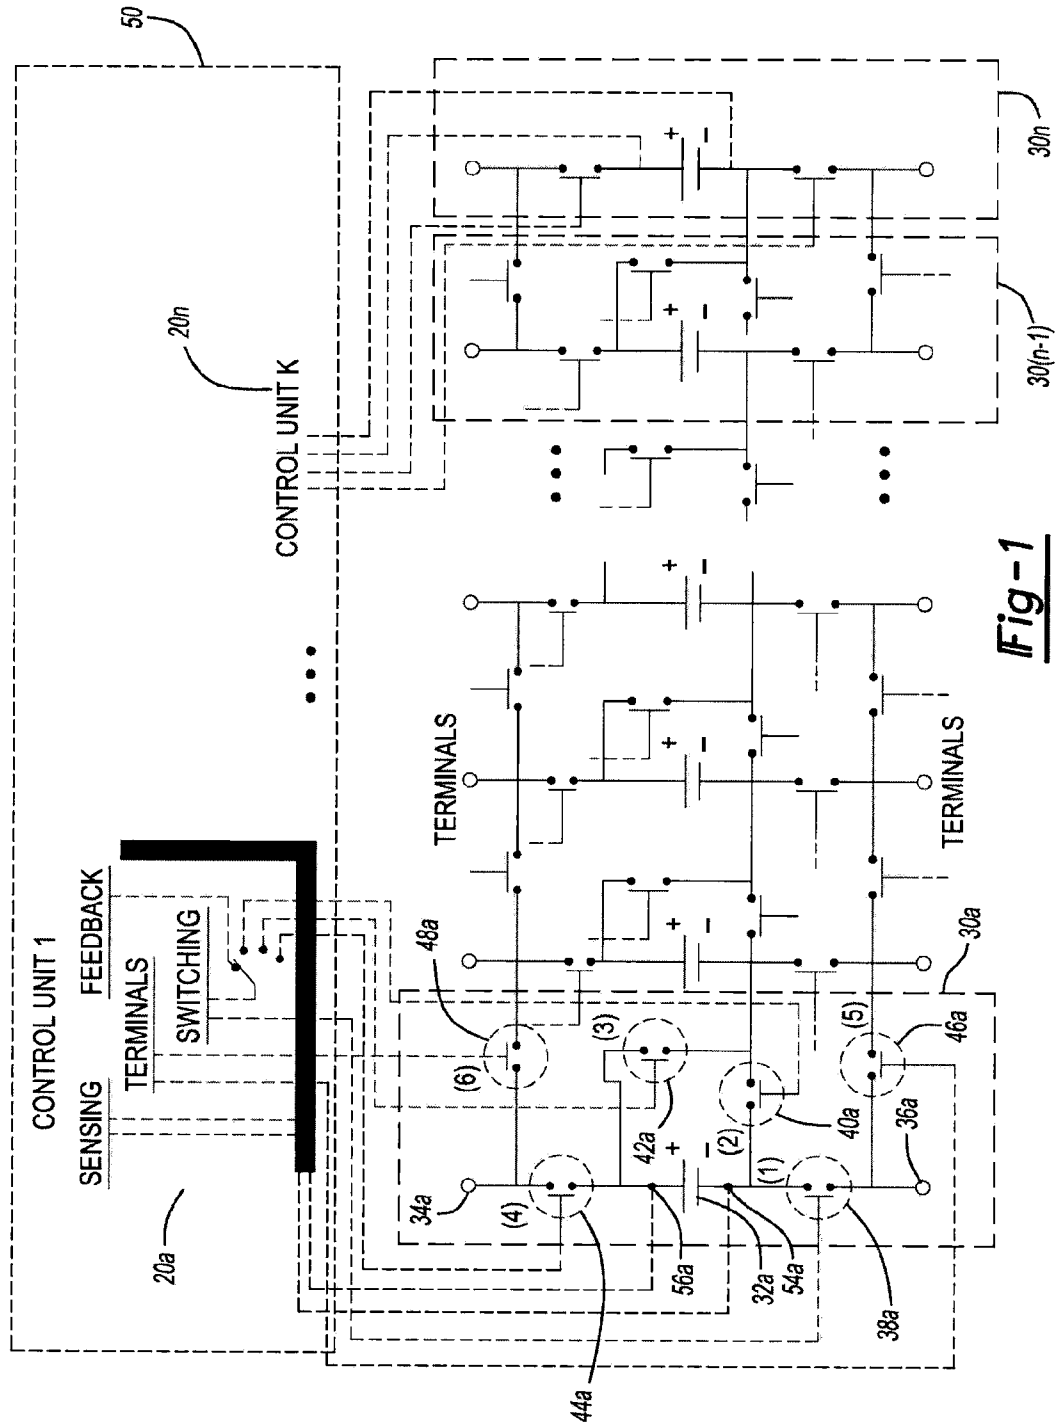 50
CONTROL UNIT 1
SENSING
TERMINALS
FEEDBACK
SWITCHING
20a
CONTROL UNIT K
20n
TERMINALS
TERMINALS
48a
(6)
(3)
(5)
46a
30a
34a
(4)
42a
(2)
40a
(1)
36a
56a
32a
54a
38a
44a
+
-
+
-
+
-
+
-
+
-
+
-
30(n-1)
30n
Fig-1